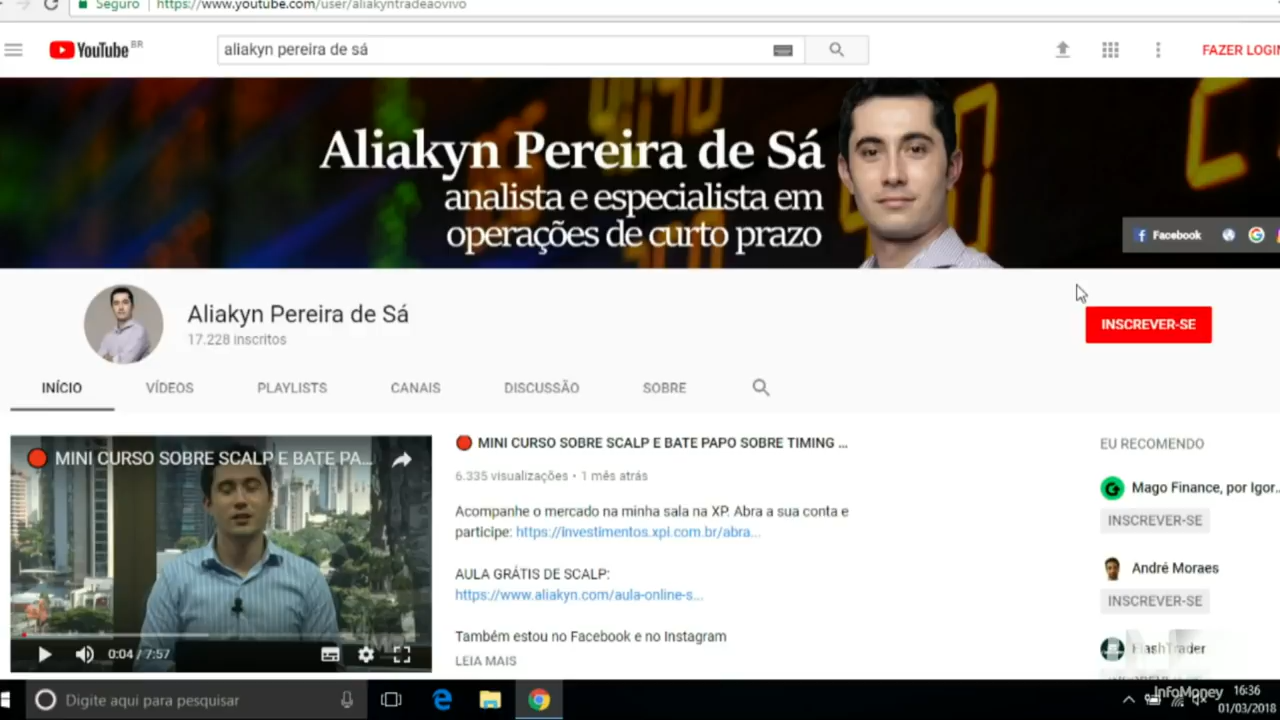 Seguro
https://www.youtube.com/user/aliakyntradeaovivo
YouTube BR
aliakyn pereira de sá
FAZER LOGIN
Aliakyn Pereira de Sá
analista e especialista em
operações de curto prazo
Facebook
Aliakyn Pereira de Sá
17.228 inscritos
INSCREVER-SE
INÍCIO
VÍDEOS
PLAYLISTS
CANAIS
DISCUSSÃO
SOBRE
MINI CURSO SOBRE SCALP E BATE PA...
0:04 / 7:57
MINI CURSO SOBRE SCALP E BATE PAPO SOBRE TIMING ...
6.335 visualizações • 1 mês atrás
Acompanhe o mercado na minha sala na XP. Abra a sua conta e
participe: https://investimentos.xpi.com.br/abra...
AULA GRÁTIS DE SCALP:
https://www.aliakyn.com/aula-online-s...
Também estou no Facebook e no Instagram
LEIA MAIS
EU RECOMENDO
Mago Finance, por Igor...
INSCREVER-SE
André Moraes
INSCREVER-SE
FlashTrader
Digite aqui para pesquisar
InfoMoney
16:36
01/03/2018